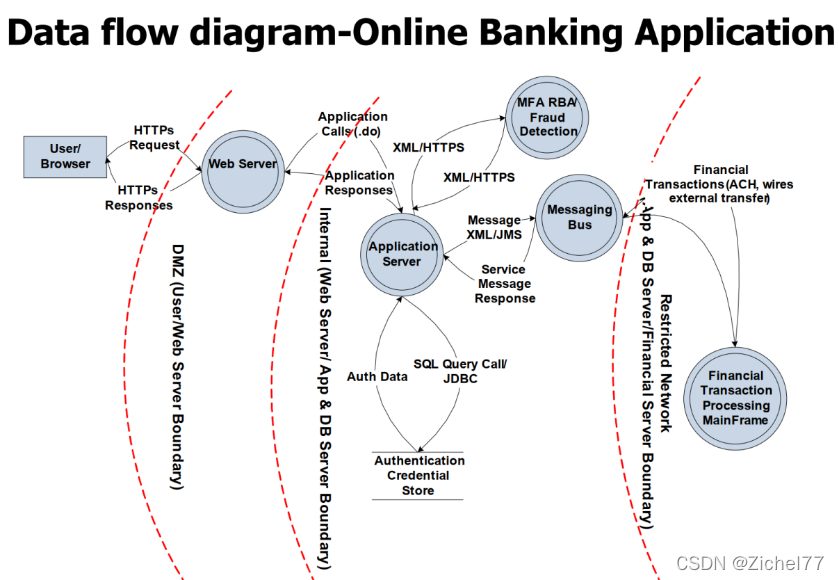 Data flow diagram-Online Banking Application
User/
Browser
HTTPs
Request
HTTPs
Responses
Web Server
Application
Calls (.do)
Application
Responses
XML/HTTPS
XML/HTTPS
MFA RBA/
Fraud
Detection
Application
Server
Message
XML/JMS
Service
Message
Response
Messaging
Bus
Financial
Transactions(ACH, wires
external transfer)
Auth Data
SQL Query Call/
JDBC
Authentication
Credential
Store
Financial
Transaction
Processing
MainFrame
DMZ (User/Web Server Boundary)
Internal (Web Server/ App & DB Server Boundary)
Restricted Network
App & DB Server/Financial Server Boundary)
CSDN @Zichel77